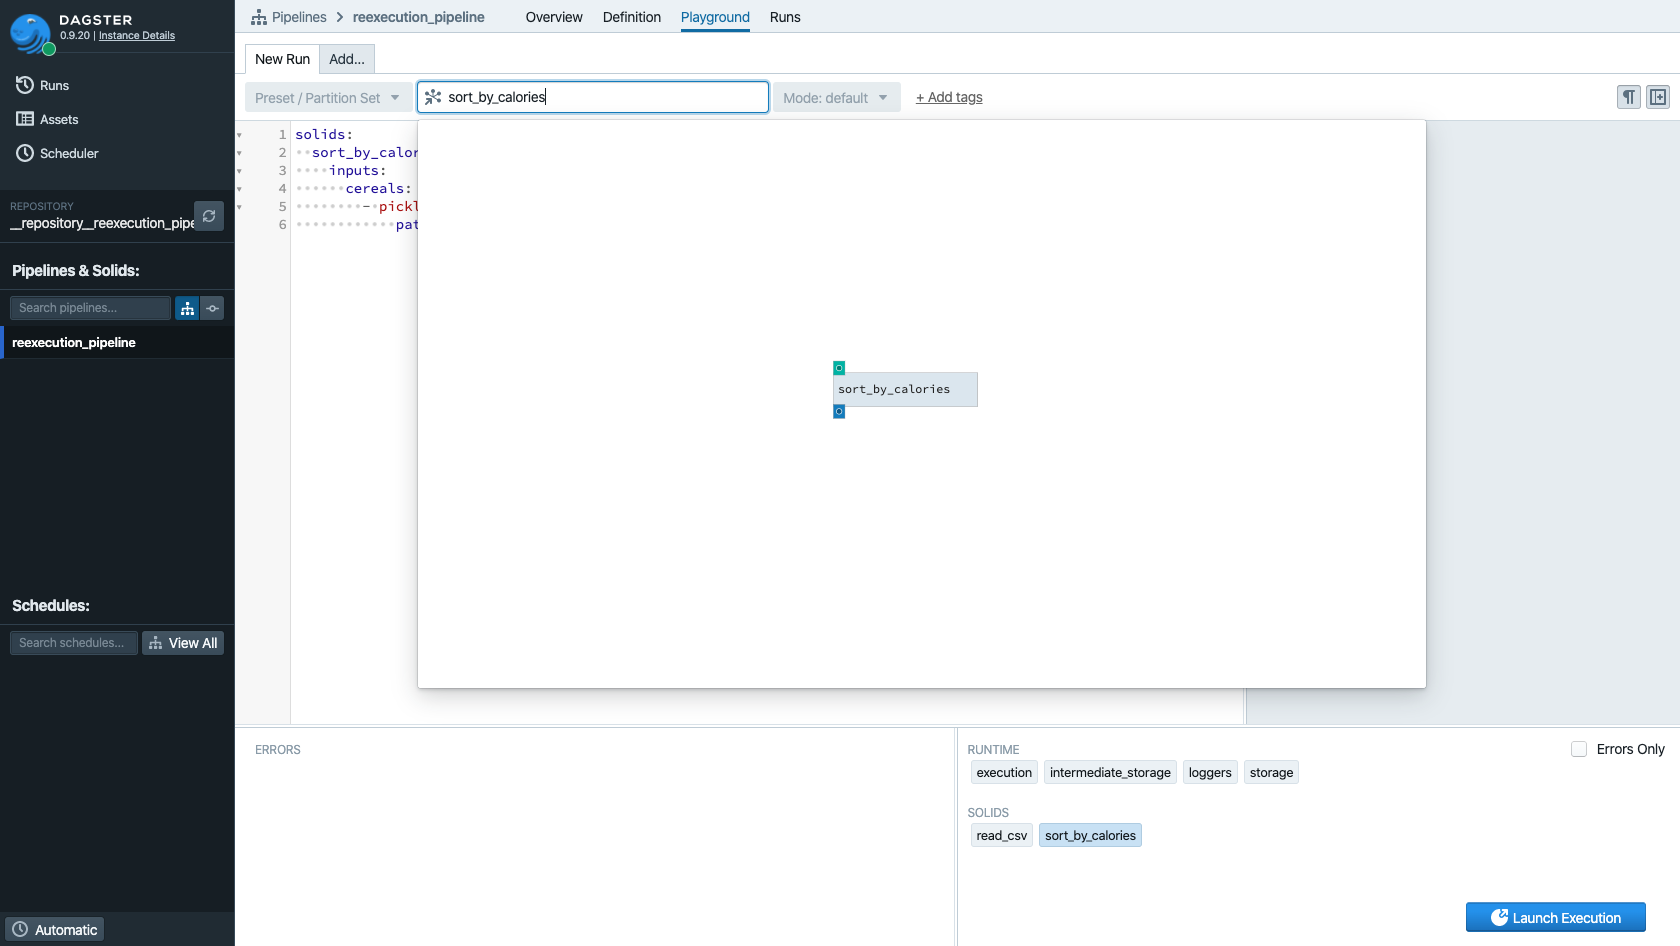 DAGSTER
0.9.20 | Instance Details
Runs
Assets
Scheduler
REPOSITORY
__repository__reexecution_pipe
Pipelines & Solids:
Search pipelines...
reexecution_pipeline
Schedules:
Search schedules...
View All
Automatic
Pipelines
reexecution_pipeline
Overview
Definition
Playground
Runs
New Run
Add...
Preset / Partition Set
sort_by_calories
Mode: default
+ Add tags
1 solids:
2 sort_by_calor
3 inputs:
4 cereals:
5 - pickl
6 pat
sort_by_calories
ERRORS
RUNTIME
Errors Only
execution
intermediate_storage
loggers
storage
SOLIDS
read_csv
sort_by_calories
Launch Execution